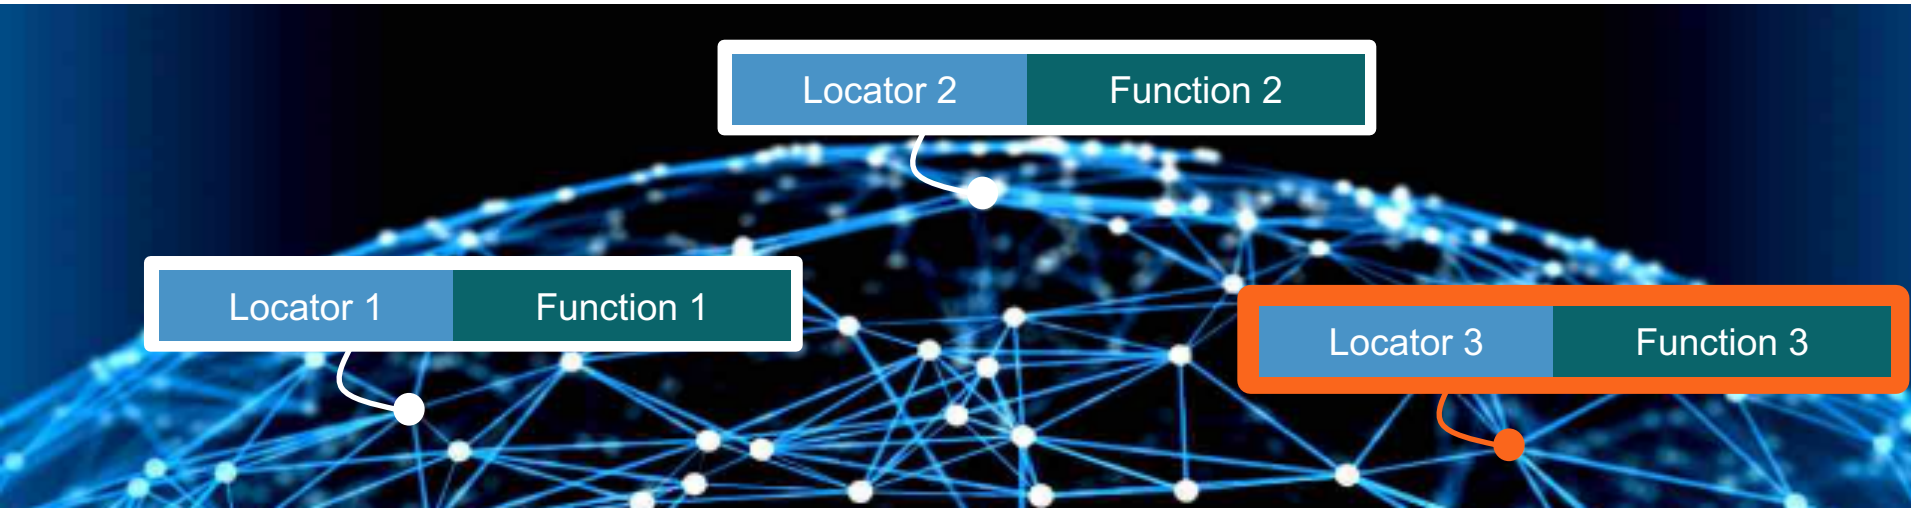 Locator 2 Function 2
Locator 1 Function 1
Locator 3 Function 3